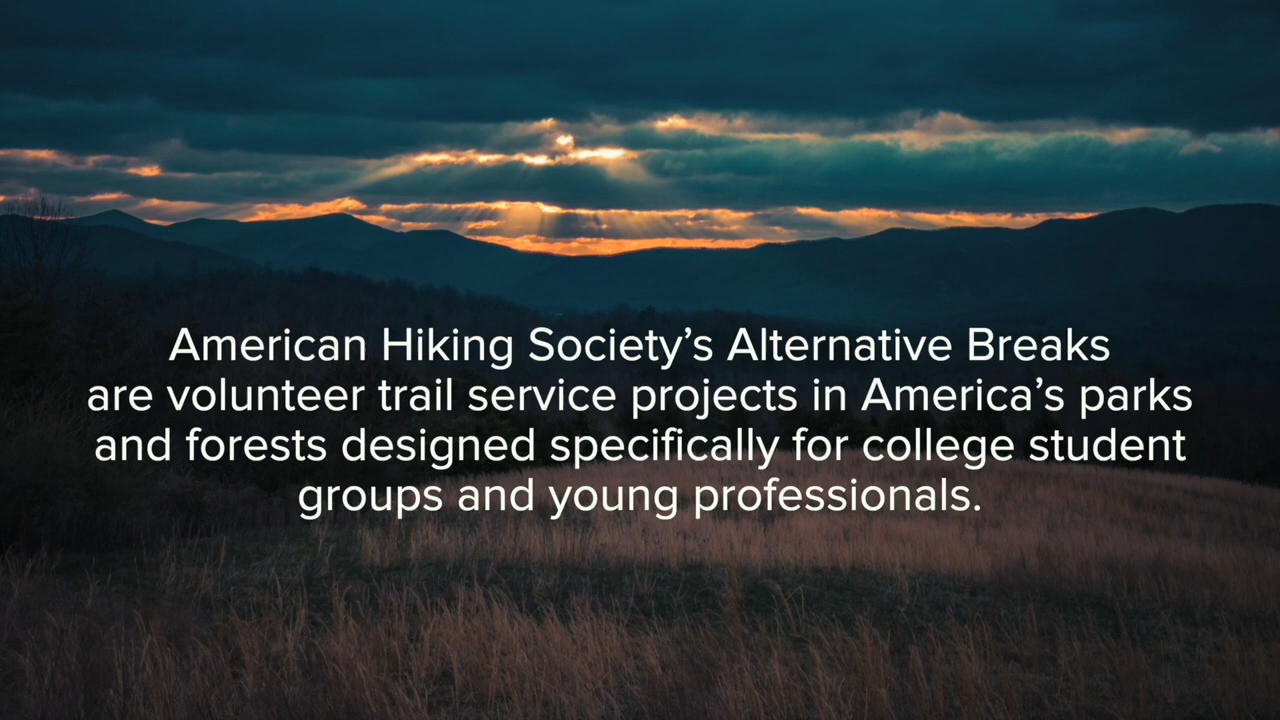 American Hiking Society’s Alternative Breaks
are volunteer trail service projects in America’s parks
and forests designed specifically for college student
groups and young professionals.